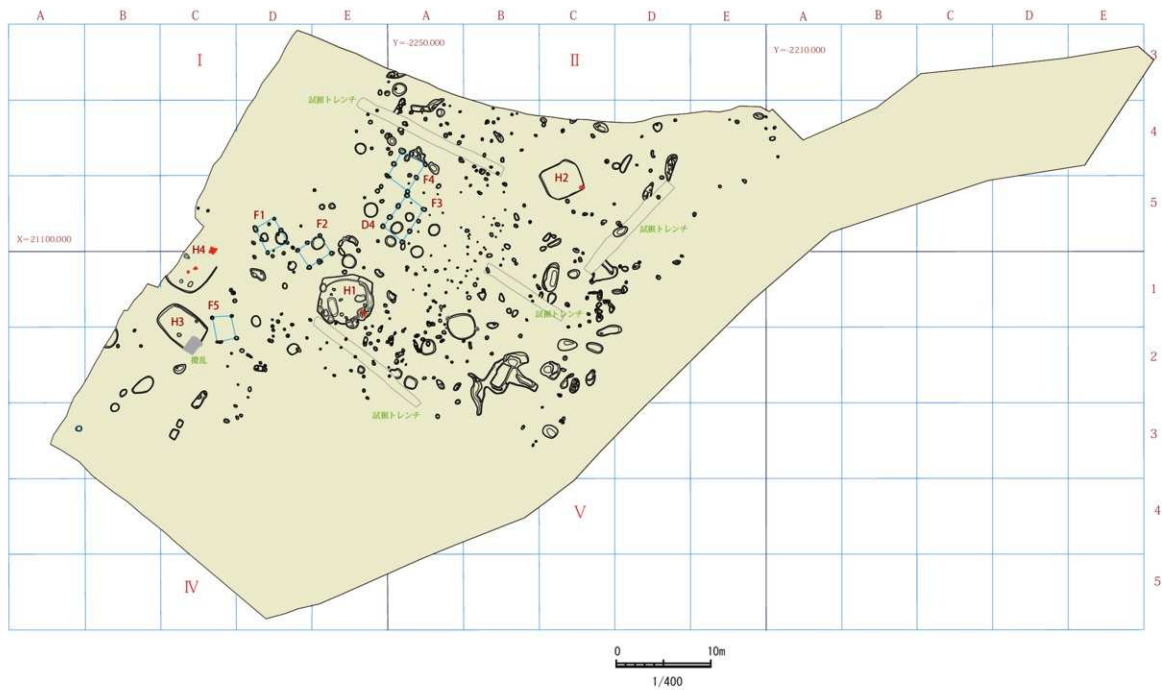 A B C D E A B C D E A B C D E
Y=-2250.000
Y=-2210.000
I
II
3
試掘トレンチ
4
H2
F4
F3
5
F1
F2
D4
試掘トレンチ
X=-21100.000
H4
H1
1
F5
H3
試掘トレンチ
撹乱
2
試掘トレンチ
3
V
4
IV
5
0 10m
1/400